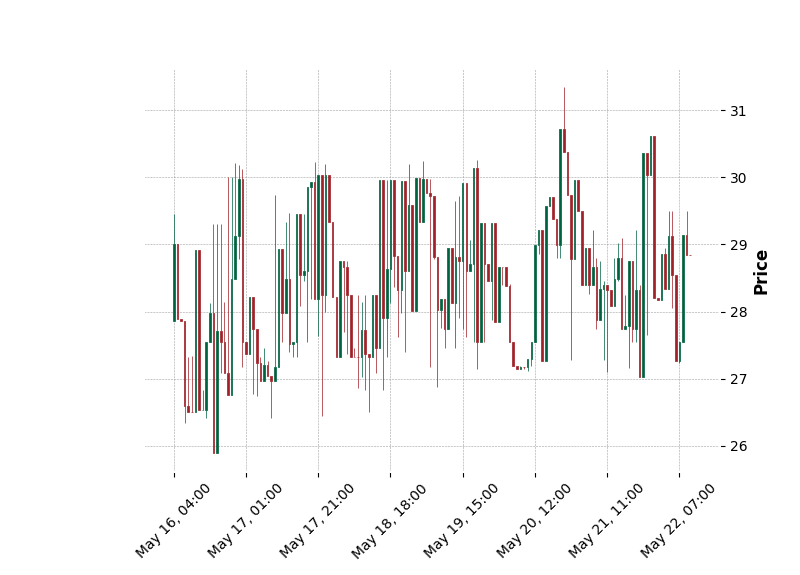 31
30
29
28
27
26
Price
May 16, 04:00
May 17, 01:00
May 17, 21:00
May 18, 18:00
May 19, 15:00
May 20, 12:00
May 21, 11:00
May 22, 07:00